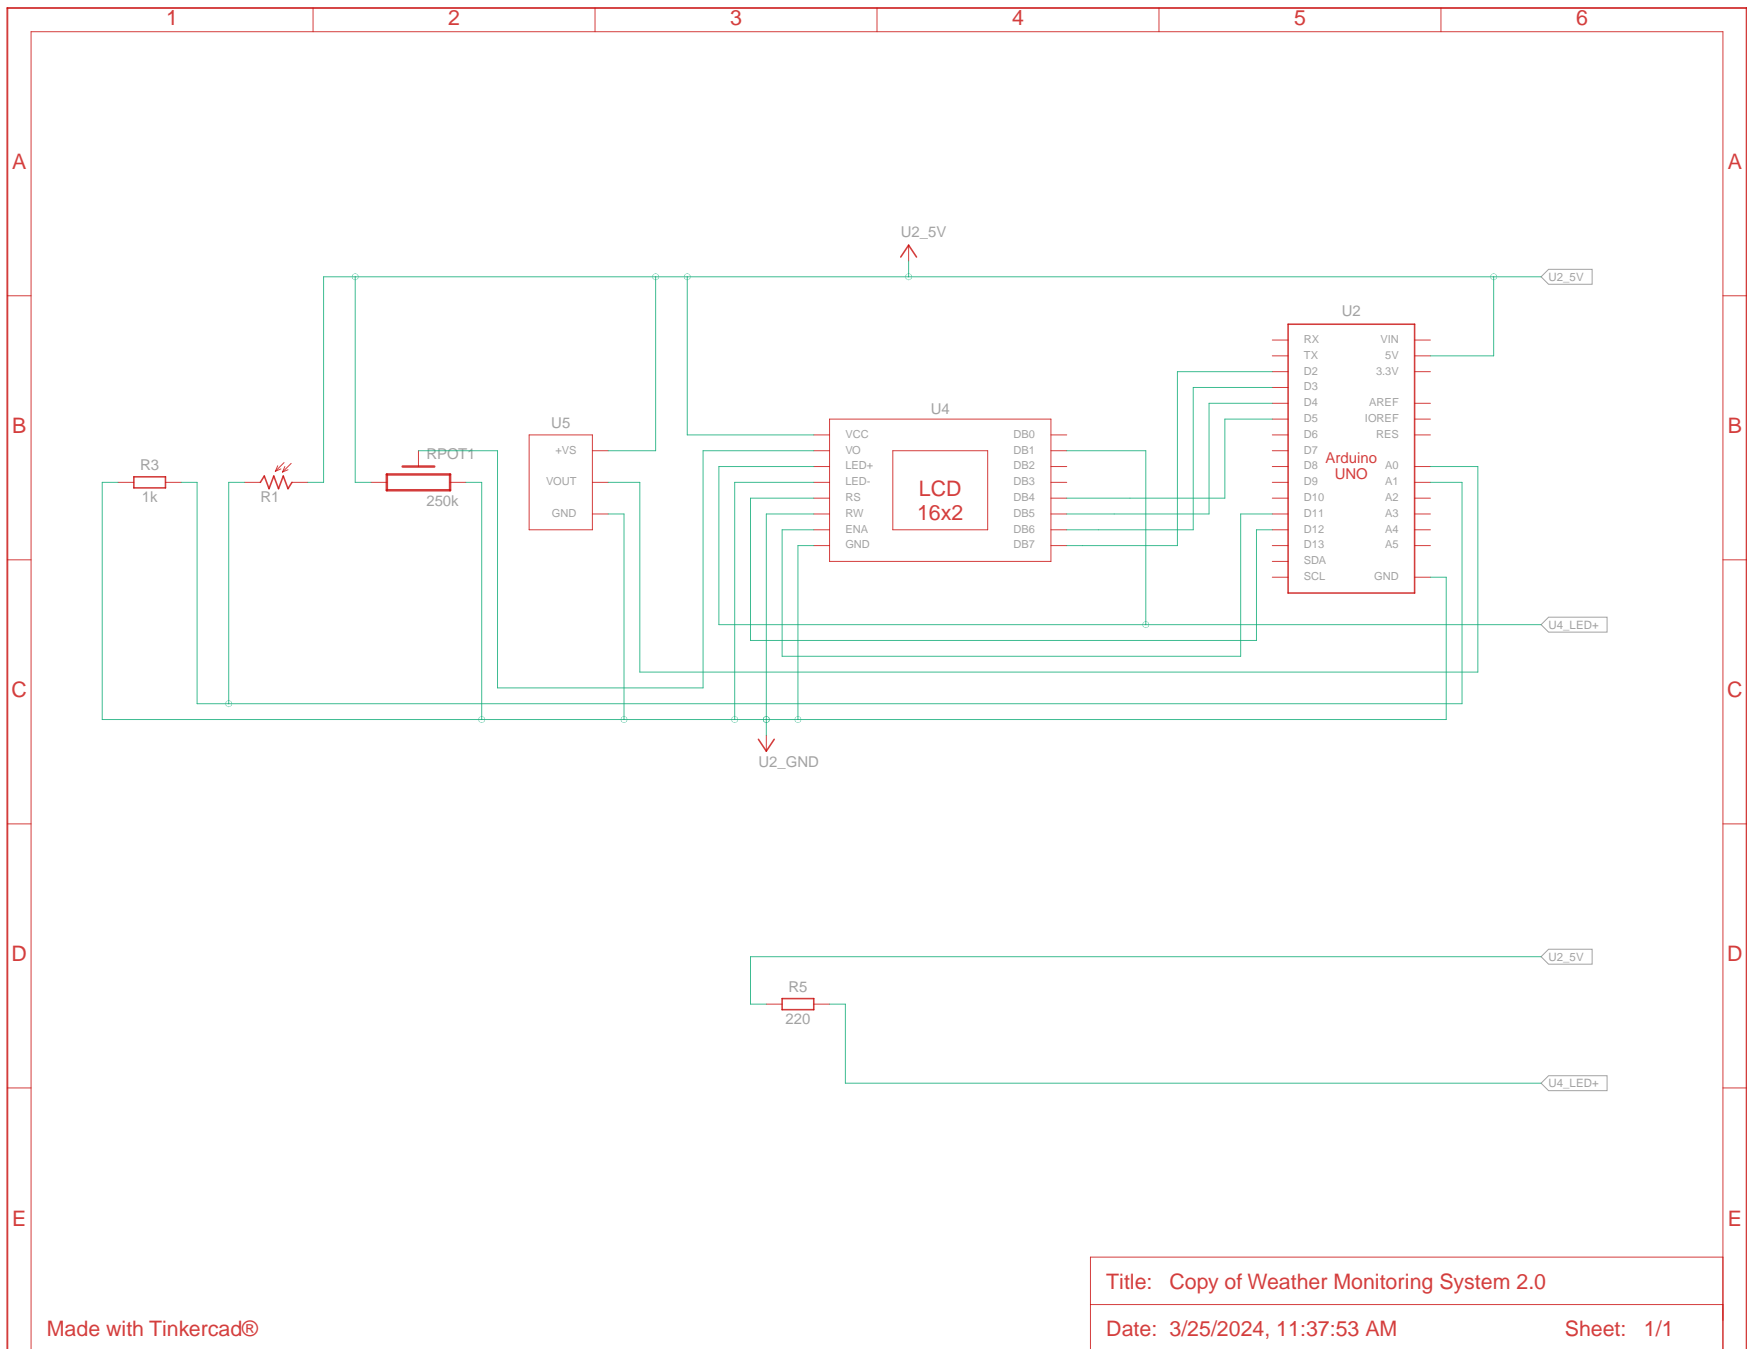 1 2 3 4 5 6
A A
U2_5V
U2_5V
U2
RX VIN
TX 5V
D2 3.3V
D3
D4 AREF
D5 IOREF
D6 RES
D7
D8 A0
D9 A1
D10 A2
D11 A3
D12 A4
D13 A5
SDA
SCL GND
Arduino
UNO
B B
U4
VCC DB0
VO DB1
LED+ DB2
LED- DB3
RS DB4
RW DB5
ENA DB6
GND DB7
LCD
16x2
U5
+VS
VOUT
GND
RPOT1
250k
R3
1k
R1
U4_LED+
C C
U2_GND
D D
U2_5V
R5
220
U4_LED+
E E
Title: Copy of Weather Monitoring System 2.0
Made with Tinkercad®
Date: 3/25/2024, 11:37:53 AM Sheet: 1/1